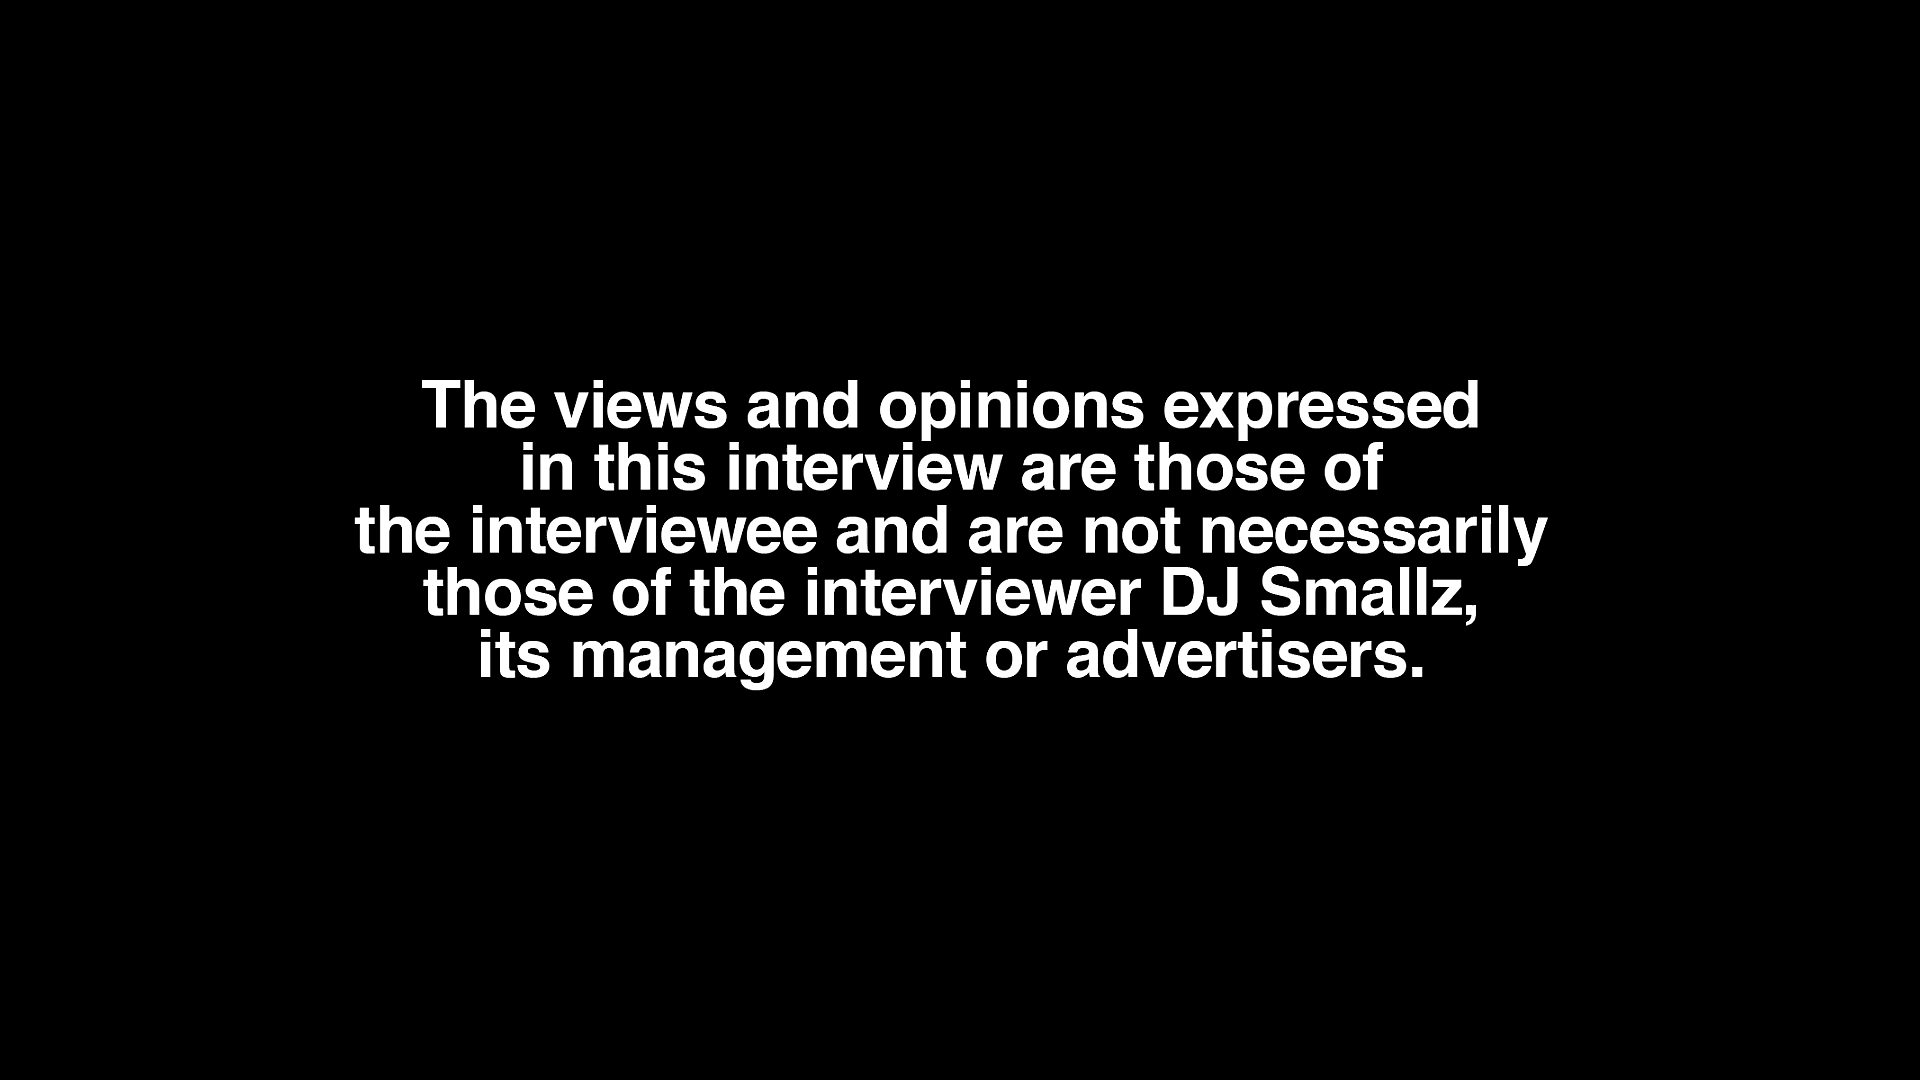 The views and opinions expressed
in this interview are those of
the interviewee and are not necessarily
those of the interviewer DJ Smallz,
its management or advertisers.